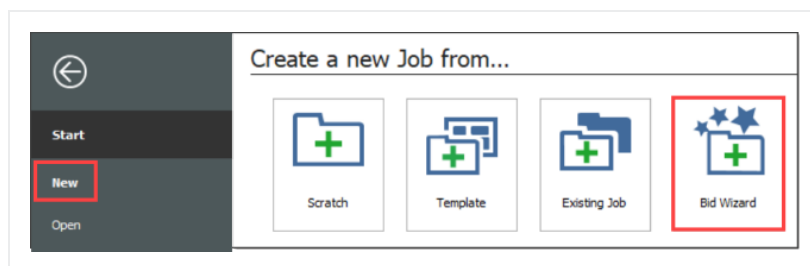 Create a new Job from...
Start
New
Open
Scratch
Template
Existing Job
Bid Wizard